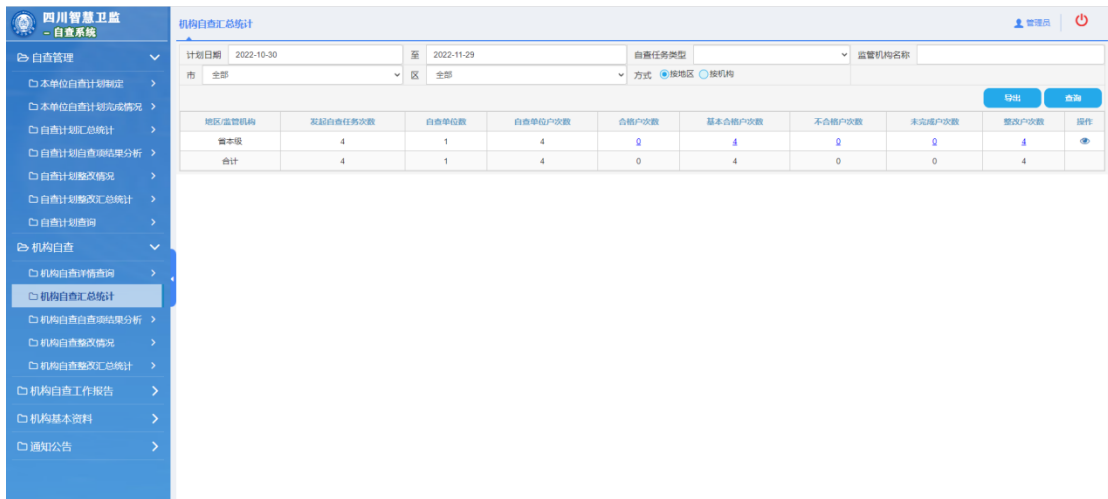 四川智慧卫监
- 自查系统
机构自查汇总统计
管理员
自查管理
本单位自查计划制定
本单位自查计划完成情况
自查计划汇总统计
自查计划自查项结果分析
自查计划整改情况
自查计划整改汇总统计
自查计划查询
机构自查
机构自查详情查询
机构自查汇总统计
机构自查自查项结果分析
机构自查整改情况
机构自查整改汇总统计
机构自查工作报告
机构基本资料
通知公告
计划日期 2022-10-30 至 2022-11-29 自查任务类型 监管机构名称
市 全部 区 全部 方式 按地区 按机构
导出 查询
地区/监管机构 发起自查任务次数 自查单位数 自查单位户次数 合格户次数 基本合格户次数 不合格户次数 未完成户次数 整改户次数 操作
省本级 4 1 4 0 4 0 0 4
合计 4 1 4 0 4 0 0 4